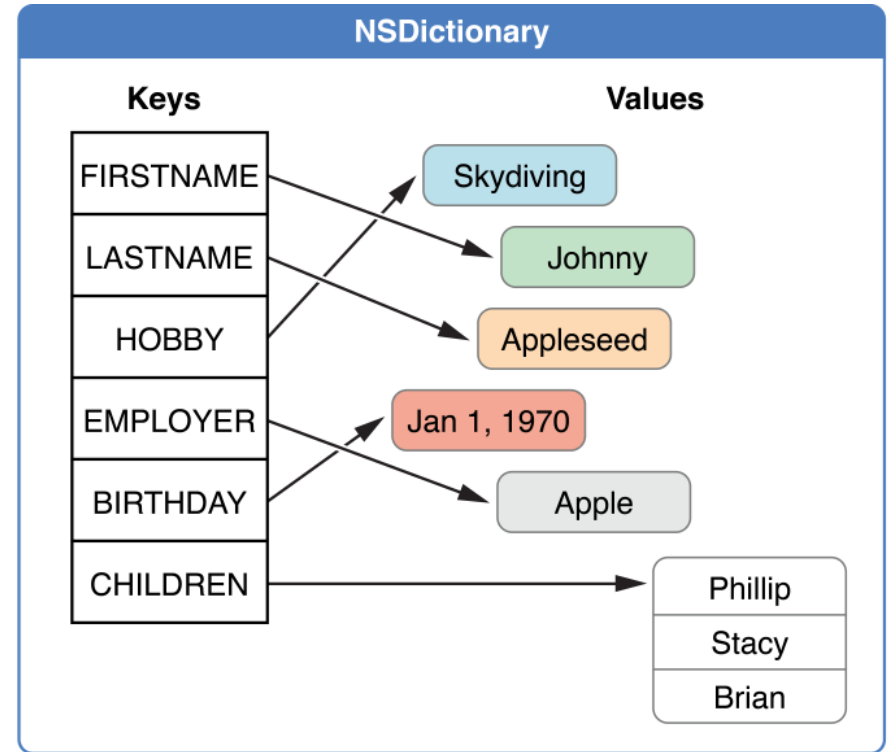 NSDictionary
Keys
Values
FIRSTNAME
LASTNAME
HOBBY
EMPLOYER
BIRTHDAY
CHILDREN
Skydiving
Johnny
Appleseed
Jan 1, 1970
Apple
Phillip
Stacy
Brian